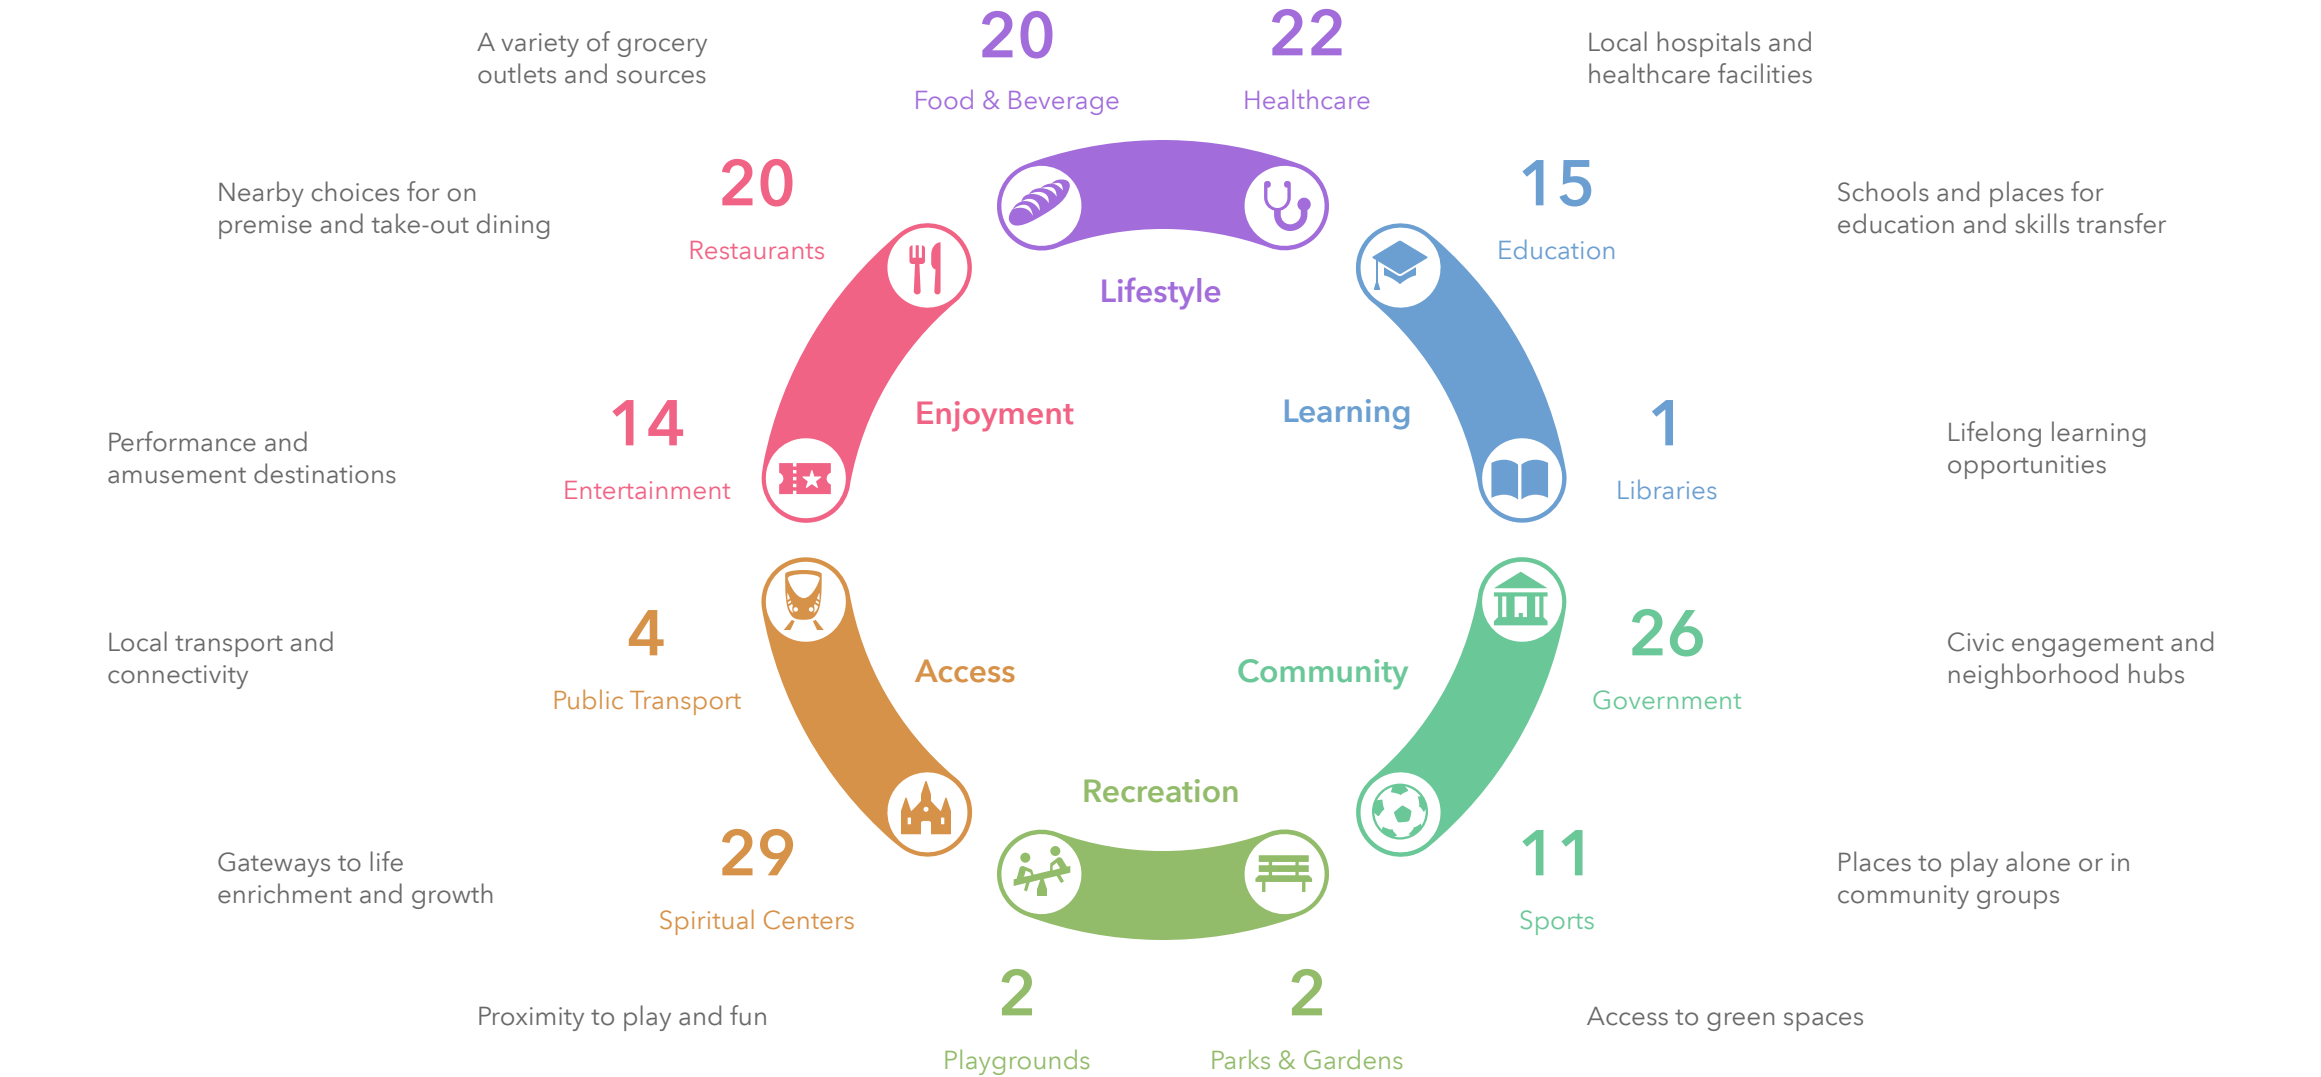 A variety of grocery
outlets and sources
20
Food & Beverage
22
Healthcare
Local hospitals and
healthcare facilities
Nearby choices for on
premise and take-out dining
20
Restaurants
15
Education
Schools and places for
education and skills transfer
Lifestyle
Performance and
amusement destinations
14
Entertainment
Enjoyment
Learning
1
Libraries
Lifelong learning
opportunities
Local transport and
connectivity
4
Public Transport
Access
Community
26
Government
Civic engagement and
neighborhood hubs
Recreation
Gateways to life
enrichment and growth
29
Spiritual Centers
11
Sports
Places to play alone or in
community groups
Proximity to play and fun
2
Playgrounds
2
Parks & Gardens
Access to green spaces